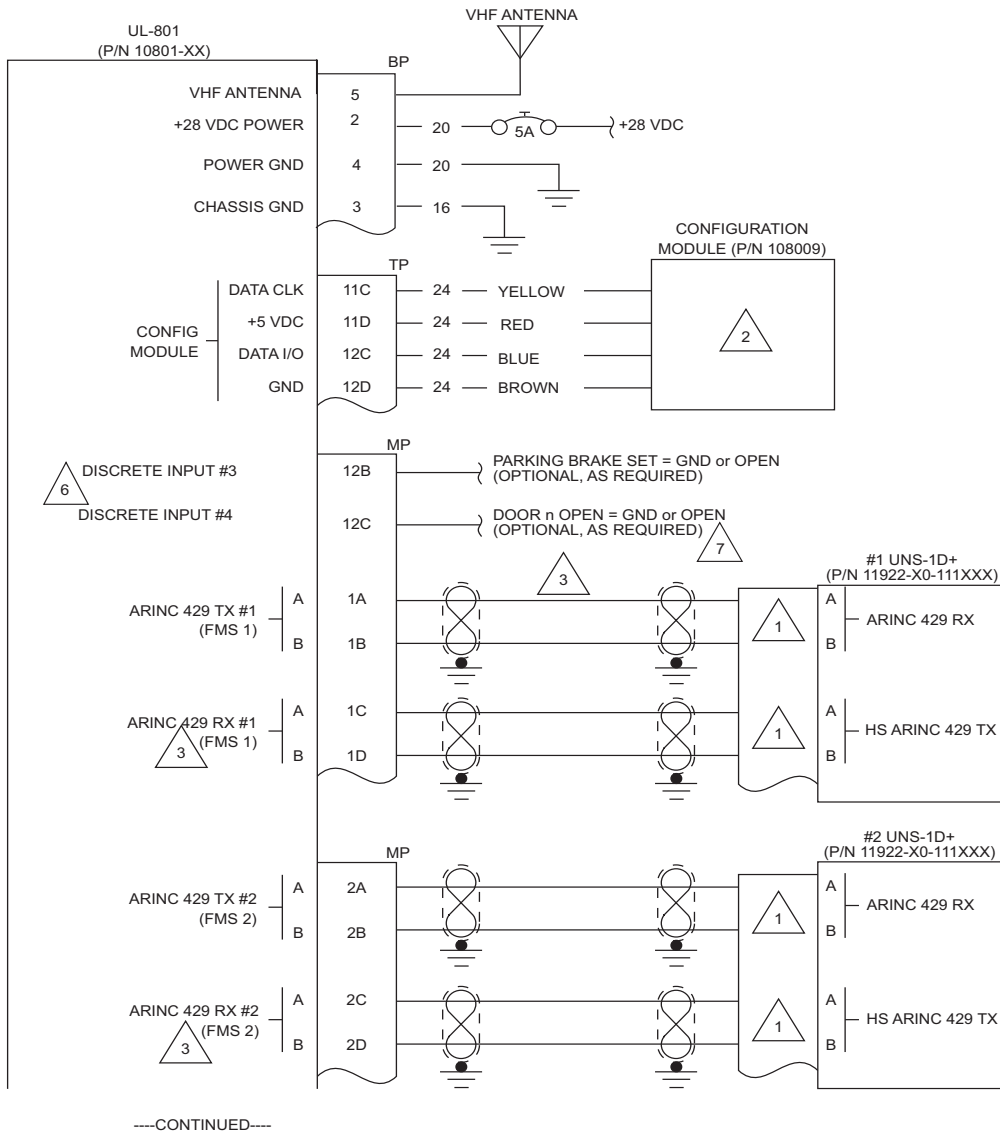 VHF ANTENNA
UL-801
(P/N 10801-XX)
BP
VHF ANTENNA 5
+28 VDC POWER 2 20 5A +28 VDC
POWER GND 4 20
CHASSIS GND 3 16
CONFIGURATION
MODULE (P/N 108009)
TP
DATA CLK 11C 24 YELLOW
+5 VDC 11D 24 RED
CONFIG
MODULE
2
DATA I/O 12C 24 BLUE
GND 12D 24 BROWN
MP
6 DISCRETE INPUT #3 12B PARKING BRAKE SET = GND or OPEN
(OPTIONAL, AS REQUIRED)
DISCRETE INPUT #4 12C DOOR n OPEN = GND or OPEN
(OPTIONAL, AS REQUIRED)
7
3
#1 UNS-1D+
(P/N 11922-X0-111XXX)
ARINC 429 TX #1
(FMS 1)
A 1A 1 A
B 1B B
ARINC 429 RX
ARINC 429 RX #1
(FMS 1)
3
A 1C 1 A
B 1D B
HS ARINC 429 TX
#2 UNS-1D+
(P/N 11922-X0-111XXX)
MP
ARINC 429 TX #2
(FMS 2)
A 2A 1 A
B 2B B
ARINC 429 RX
ARINC 429 RX #2
(FMS 2)
3
A 2C 1 A
B 2D B
HS ARINC 429 TX
----CONTINUED----